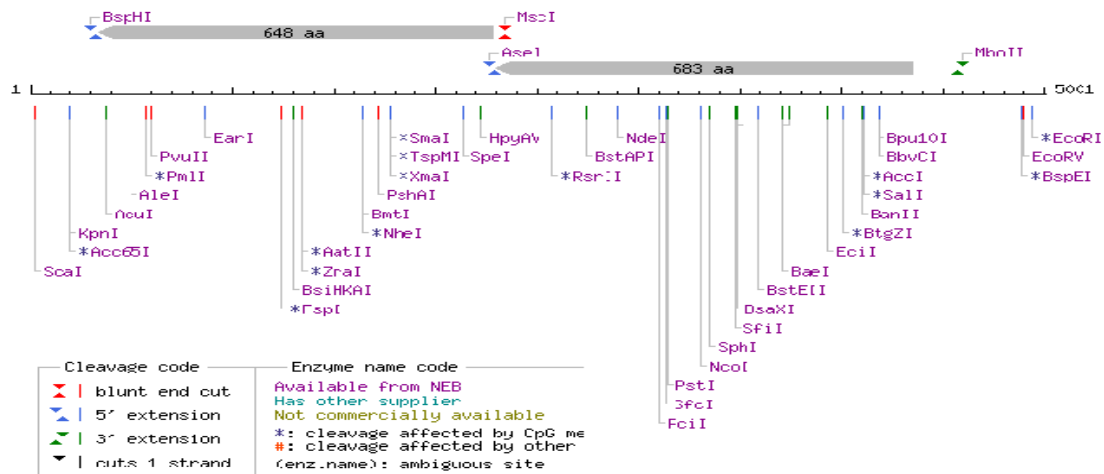 BspHI MscI
648 aa
AseI MboII
683 aa
1 5001
EarI *SmaI HpyAV NdeI Bpu10I *EcoRI
PvuII *TspMI SpeI BstAPI BbvCI EcoRV
*PmlI *XmaI *RsrII *AccI *BspEI
AleI PshAI *SalI
AcuI BmtI BanII
KpnI *NheI *BtgZI
*Acc65I *AatII EciI
ScaI *ZraI BaeI
BsiHKAI BstEII
*FspI BsaXI
SfiI
SphI
NcoI
PstI
SfcI
FciI
Cleavage code
blunt end cut
5' extension
3' extension
cuts 1 strand
Enzyme name code
Available from NEB
Has other supplier
Not commercially available
*: cleavage affected by CpG me
#: cleavage affected by other
(enz.name): ambiguous site